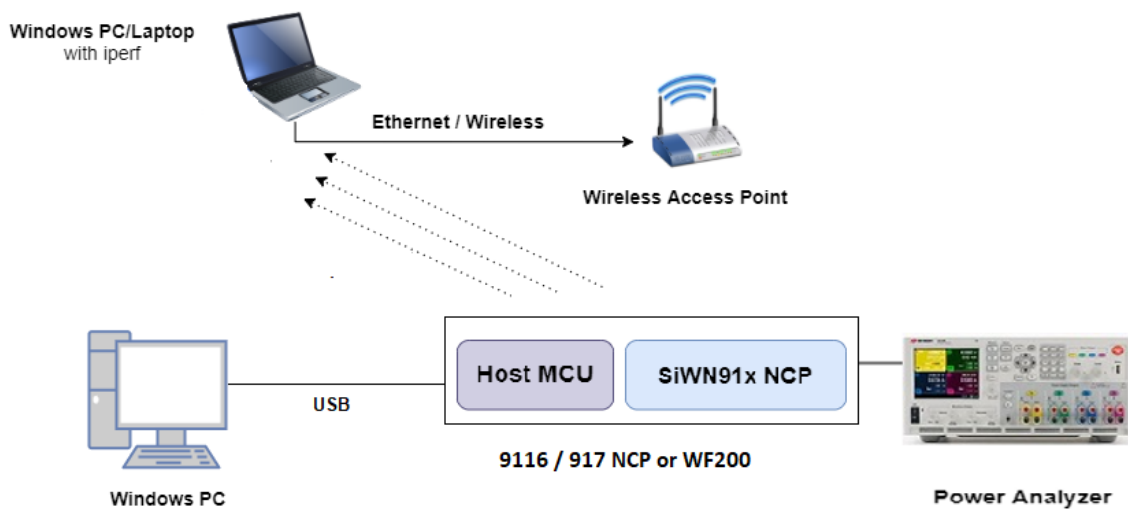 Windows PC/Laptop
with iperf
Ethernet / Wireless
Wireless Access Point
Host MCU
SiWN91x NCP
USB
9116 / 917 NCP or WF200
Windows PC
Power Analyzer